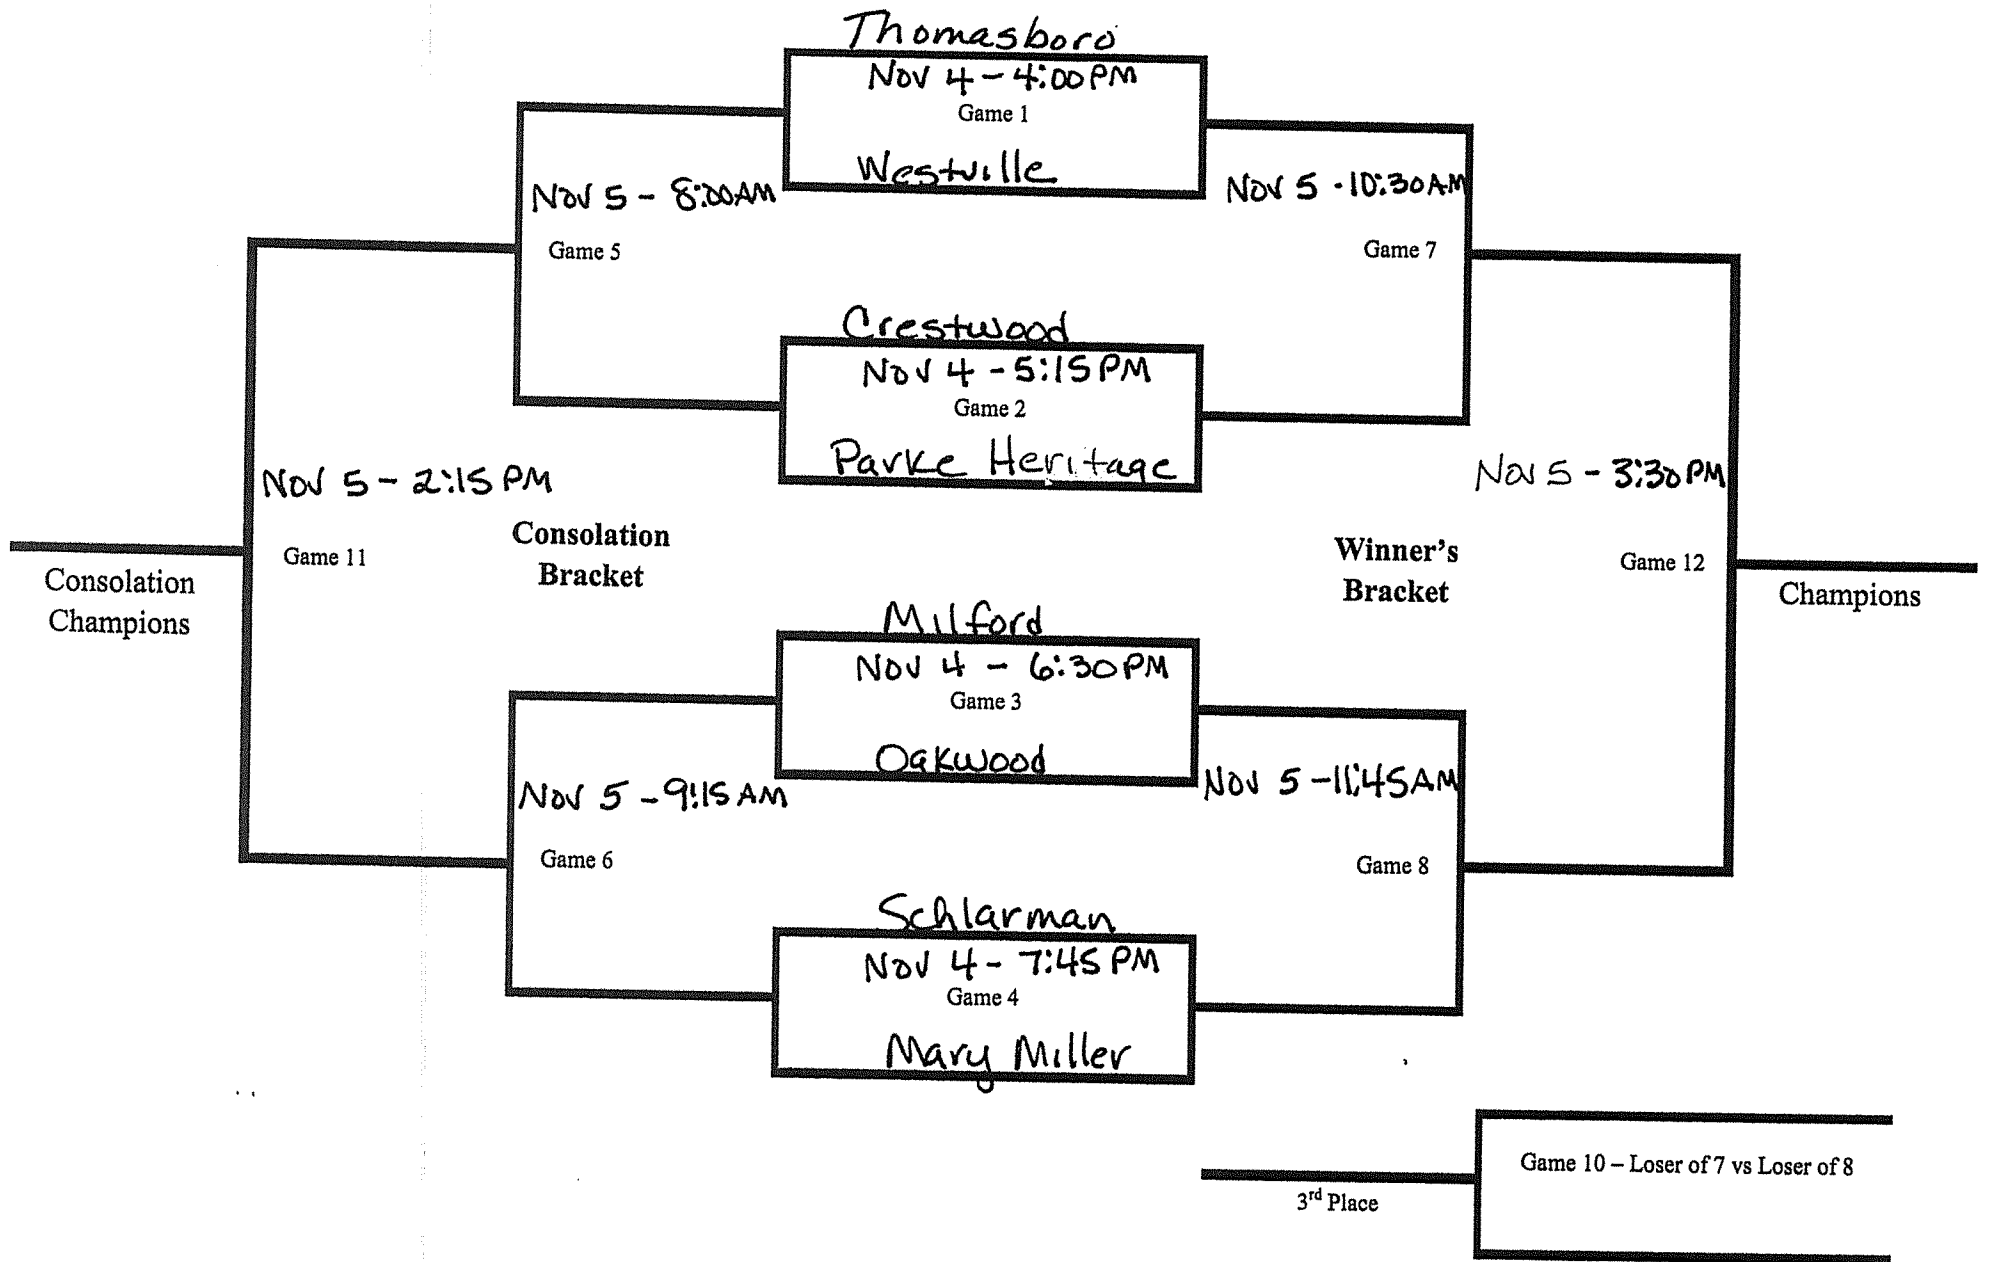 Thomasboro
Nov 4 - 4:00 PM
Game 1
Westville
Nov 5 - 8:00 AM
Game 5
Nov 5 - 10:30 AM
Game 7
Crestwood
Nov 4 - 5:15 PM
Game 2
Parke Heritage
Nov 5 - 2:15 PM
Game 11
Consolation
Bracket
Consolation
Champions
Winner's
Bracket
Nov 5 - 3:30 PM
Game 12
Champions
Milford
Nov 4 - 6:30 PM
Game 3
Oakwood
Nov 5 - 9:15 AM
Game 6
Nov 5 - 11:45 AM
Game 8
Schlarman
Nov 4 - 7:45 PM
Game 4
Mary Miller
Game 10 – Loser of 7 vs Loser of 8
3rd Place